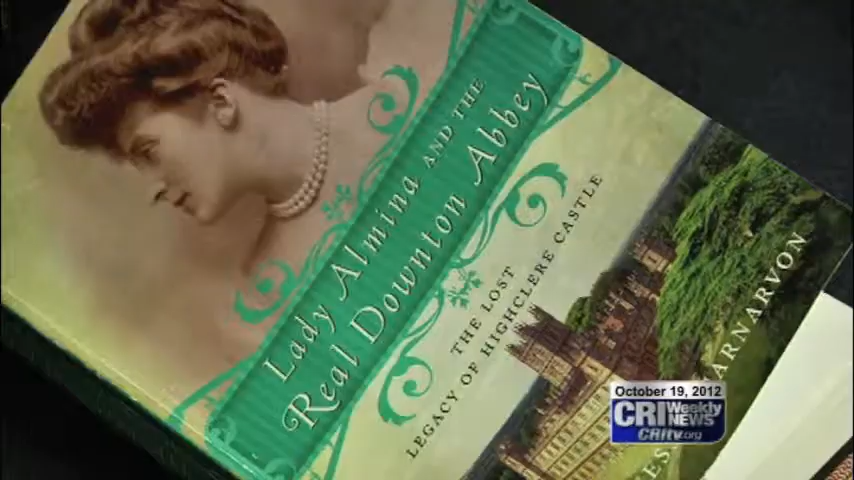 Lady Almina AND THE
Real Downton Abbey
THE LOST
LEGACY OF HIGHCLERE CASTLE
ARNARVON
October 19, 2012
CRI Weekly
NEWS
CRItv.org